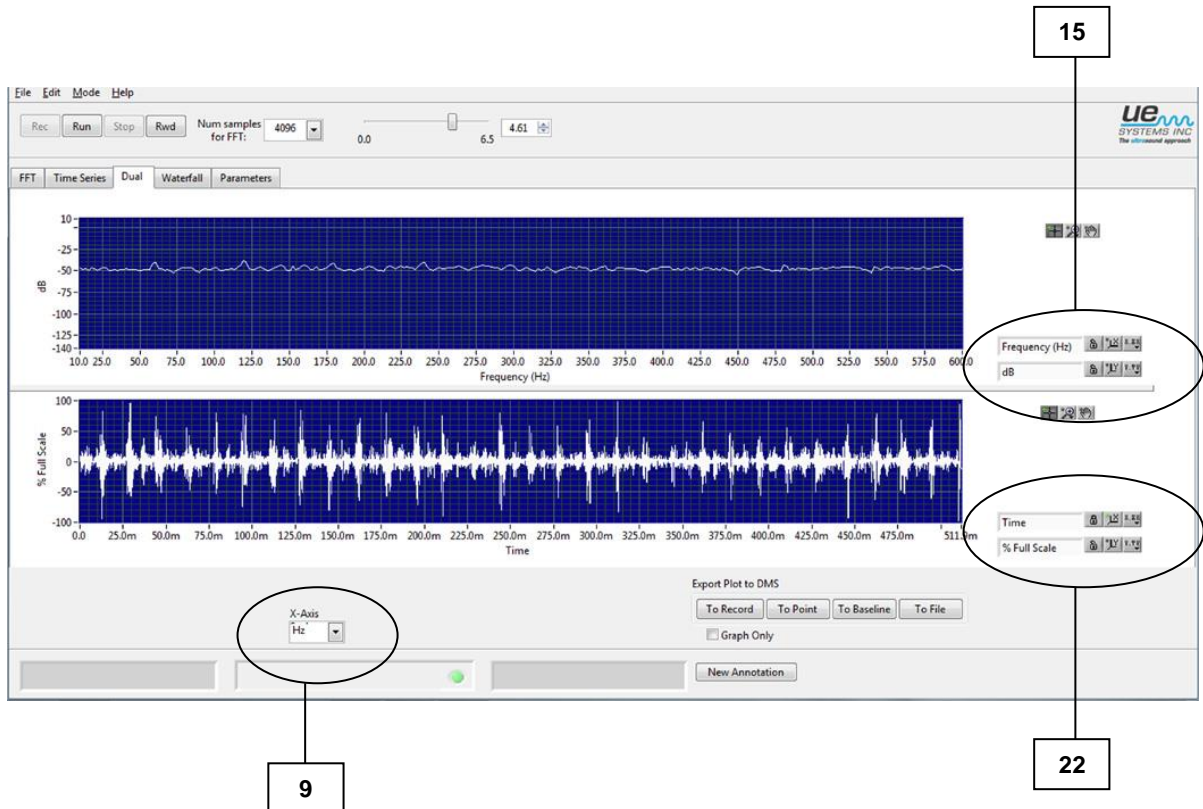 15
File Edit Mode Help
Rec Run Stop Rwd Num samples for FFT: 4096 0.0 6.5 4.61
ue SYSTEMS INC
The ultrasound approach
FFT Time Series Dual Waterfall Parameters
10
-25
-50
-75
-100
-125
-140
dB
10.0 25.0 50.0 75.0 100.0 125.0 150.0 175.0 200.0 225.0 250.0 275.0 300.0 325.0 350.0 375.0 400.0 425.0 450.0 475.0 500.0 525.0 550.0 575.0 600.0
Frequency (Hz)
Frequency (Hz)
dB
100
50
0
-50
-100
% Full Scale
0.0 25.0m 50.0m 75.0m 100.0m 125.0m 150.0m 175.0m 200.0m 225.0m 250.0m 275.0m 300.0m 325.0m 350.0m 375.0m 400.0m 425.0m 450.0m 475.0m 511.0m
Time
Time
% Full Scale
X-Axis
Hz
Export Plot to DMS
To Record To Point To Baseline To File
Graph Only
New Annotation
9
22